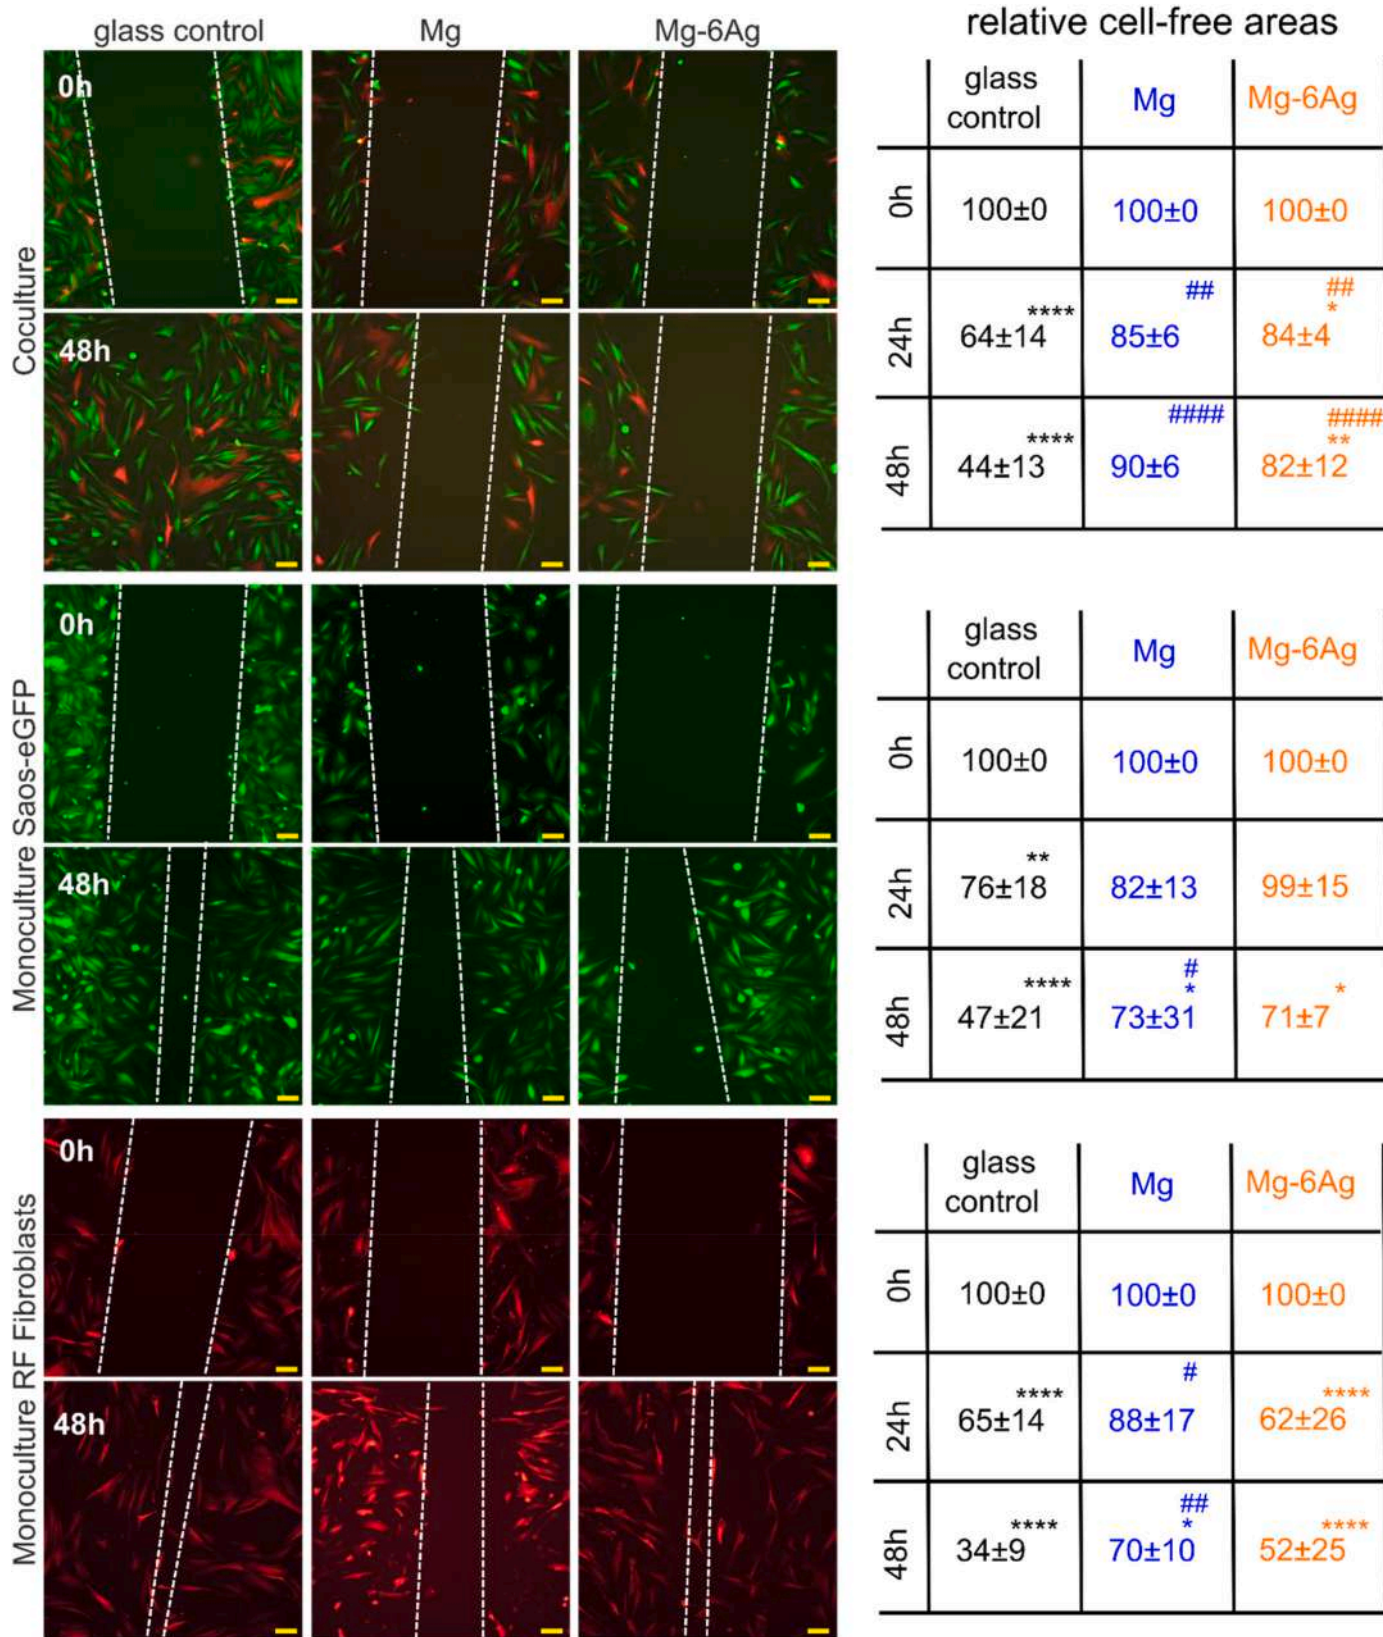 glass control Mg Mg-6Ag
relative cell-free areas
Coculture
0h
48h
glass control Mg Mg-6Ag
0h 100±0 100±0 100±0
## ##
**** *
24h 64±14 85±6 84±4
#### ####
**** **
48h 44±13 90±6 82±12
Monoculture Saos-eGFP
0h
48h
glass control Mg Mg-6Ag
0h 100±0 100±0 100±0
**
24h 76±18 82±13 99±15
#
**** * *
48h 47±21 73±31 71±7
Monoculture RF Fibroblasts
0h
48h
glass control Mg Mg-6Ag
0h 100±0 100±0 100±0
#
**** ****
24h 65±14 88±17 62±26
##
**** * ****
48h 34±9 70±10 52±25